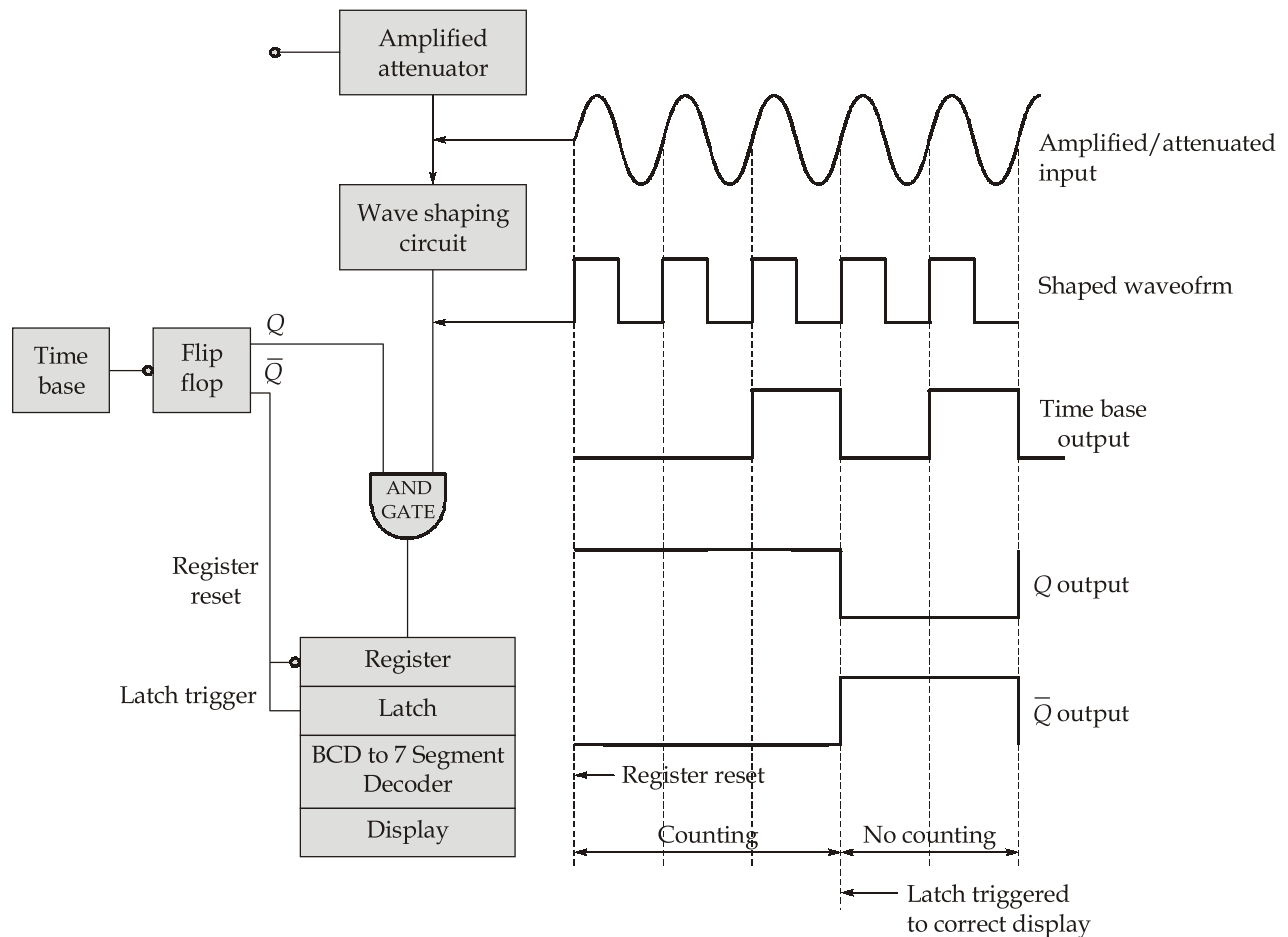 Amplified
attenuator
Amplified/attenuated
input
Wave shaping
circuit
Shaped waveofrm
Time
base
Flip
flop
Q
Q̅
Time base
output
AND
GATE
Register
reset
Q output
Register
Latch trigger
Latch
Q̅ output
BCD to 7 Segment
Decoder
Register reset
Display
Counting
No counting
Latch triggered
to correct display